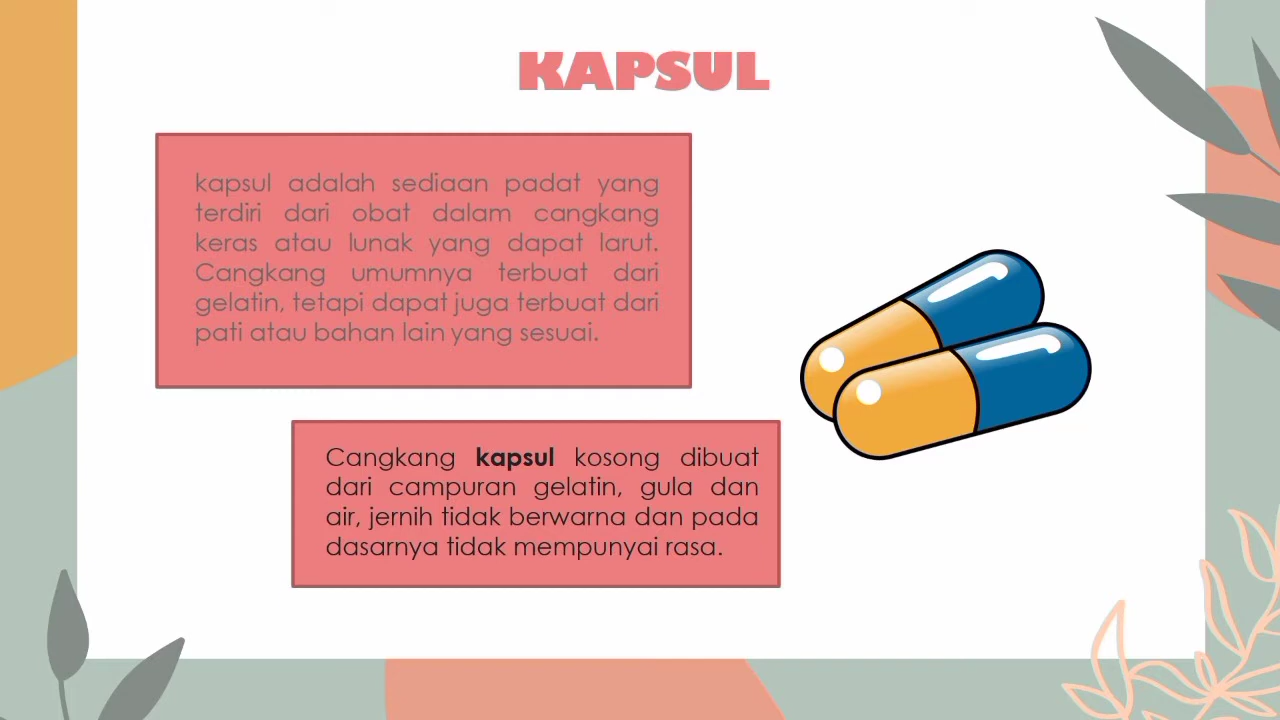 KAPSUL
kapsul adalah sediaan padat yang
terdiri dari obat dalam cangkang
keras atau lunak yang dapat larut.
Cangkang umumnya terbuat dari
gelatin, tetapi dapat juga terbuat dari
pati atau bahan lain yang sesuai.
Cangkang kapsul kosong dibuat
dari campuran gelatin, gula dan
air, jernih tidak berwarna dan pada
dasarnya tidak mempunyai rasa.